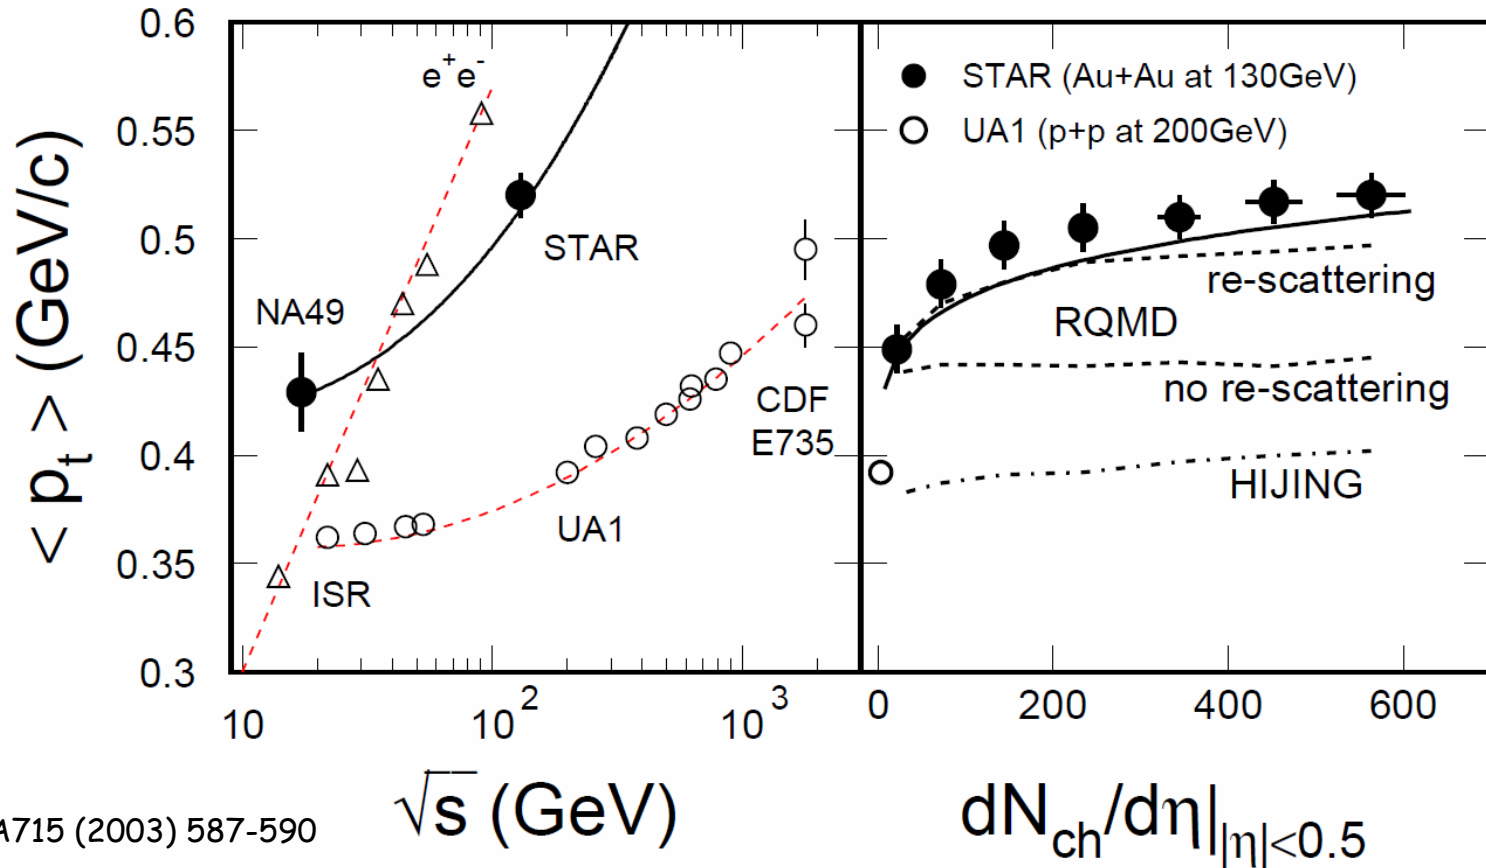 0.6
0.55
0.5
0.45
0.4
0.35
0.3
< p_t > (GeV/c)
e⁺e⁻
NA49
STAR
UA1
ISR
CDF
E735
10
10²
10³
√s (GeV)
STAR (Au+Au at 130GeV)
UA1 (p+p at 200GeV)
re-scattering
RQMD
no re-scattering
HIJING
0
200
400
600
dN_ch/dη|_|η|<0.5
A715 (2003) 587-590